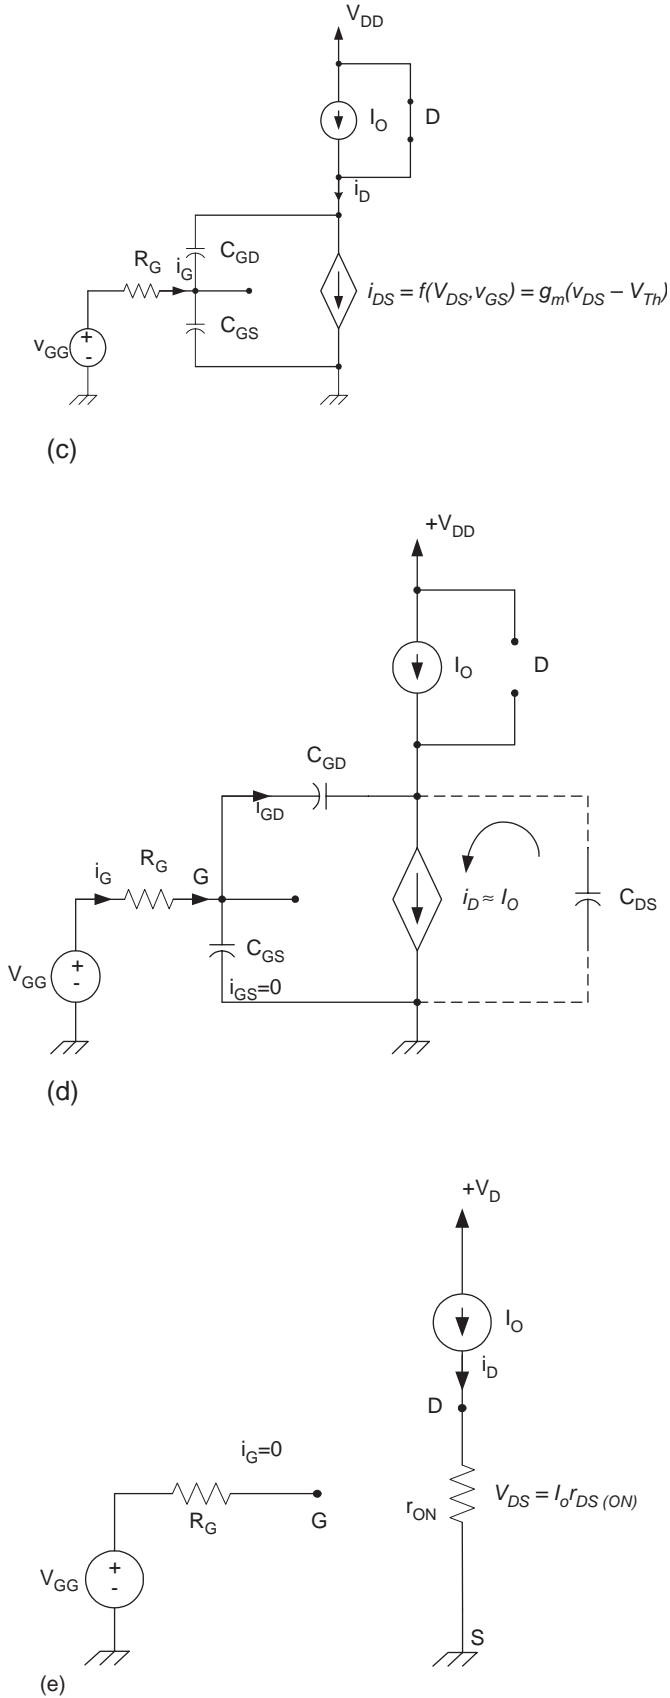 V_DD
I_O
D
i_D
C_GD
R_G
i_G
i_DS = f(V_DS,v_GS) = g_m(v_DS – V_Th)
C_GS
v_GG
+
-
(c)
+V_DD
I_O
D
C_GD
i_GD
i_G
R_G
G
i_D ≈ I_O
C_DS
C_GS
V_GG
+
-
i_GS=0
(d)
+V_D
I_O
i_D
D
i_G=0
R_G
G
r_ON
V_DS = I_o r_DS (ON)
V_GG
+
-
S
(e)